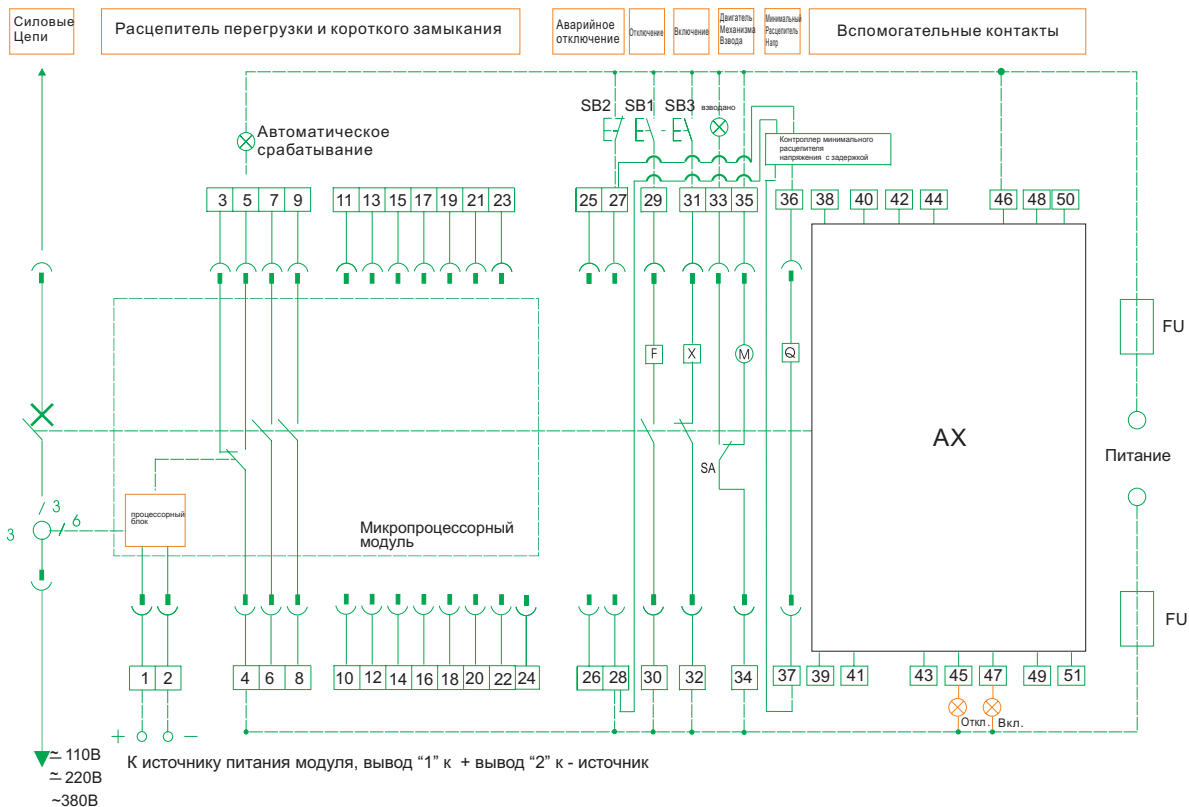 Силовые
Цепи
Расцепитель перегрузки и короткого замыкания
Аварийное
отключение
Отключение
Включение
Двигатель
Механизма
Взвода
Минимальный
Расцепитель
Напр
Вспомогательные контакты
SB2
SB1
SB3
взводано
Автоматическое
срабатывание
Контроллер минимального
расцепителя
напряжения с задержкой
3 5 7 9 11 13 15 17 19 21 23 25 27 29 31 33 35 36 38 40 42 44 46 48 50
FU
F X M Q
AX
Питание
SA
процессорный
блок
Микропроцессорный
модуль
3
/ 3
/ 6
FU
1 2 4 6 8 10 12 14 16 18 20 22 24 26 28 30 32 34 37 39 41 43 45 47 49 51
Откл.
Вкл.
+ −
К источнику питания модуля, вывод “1” к + вывод “2” к - источник
≂ 110В
≂ 220В
~380В